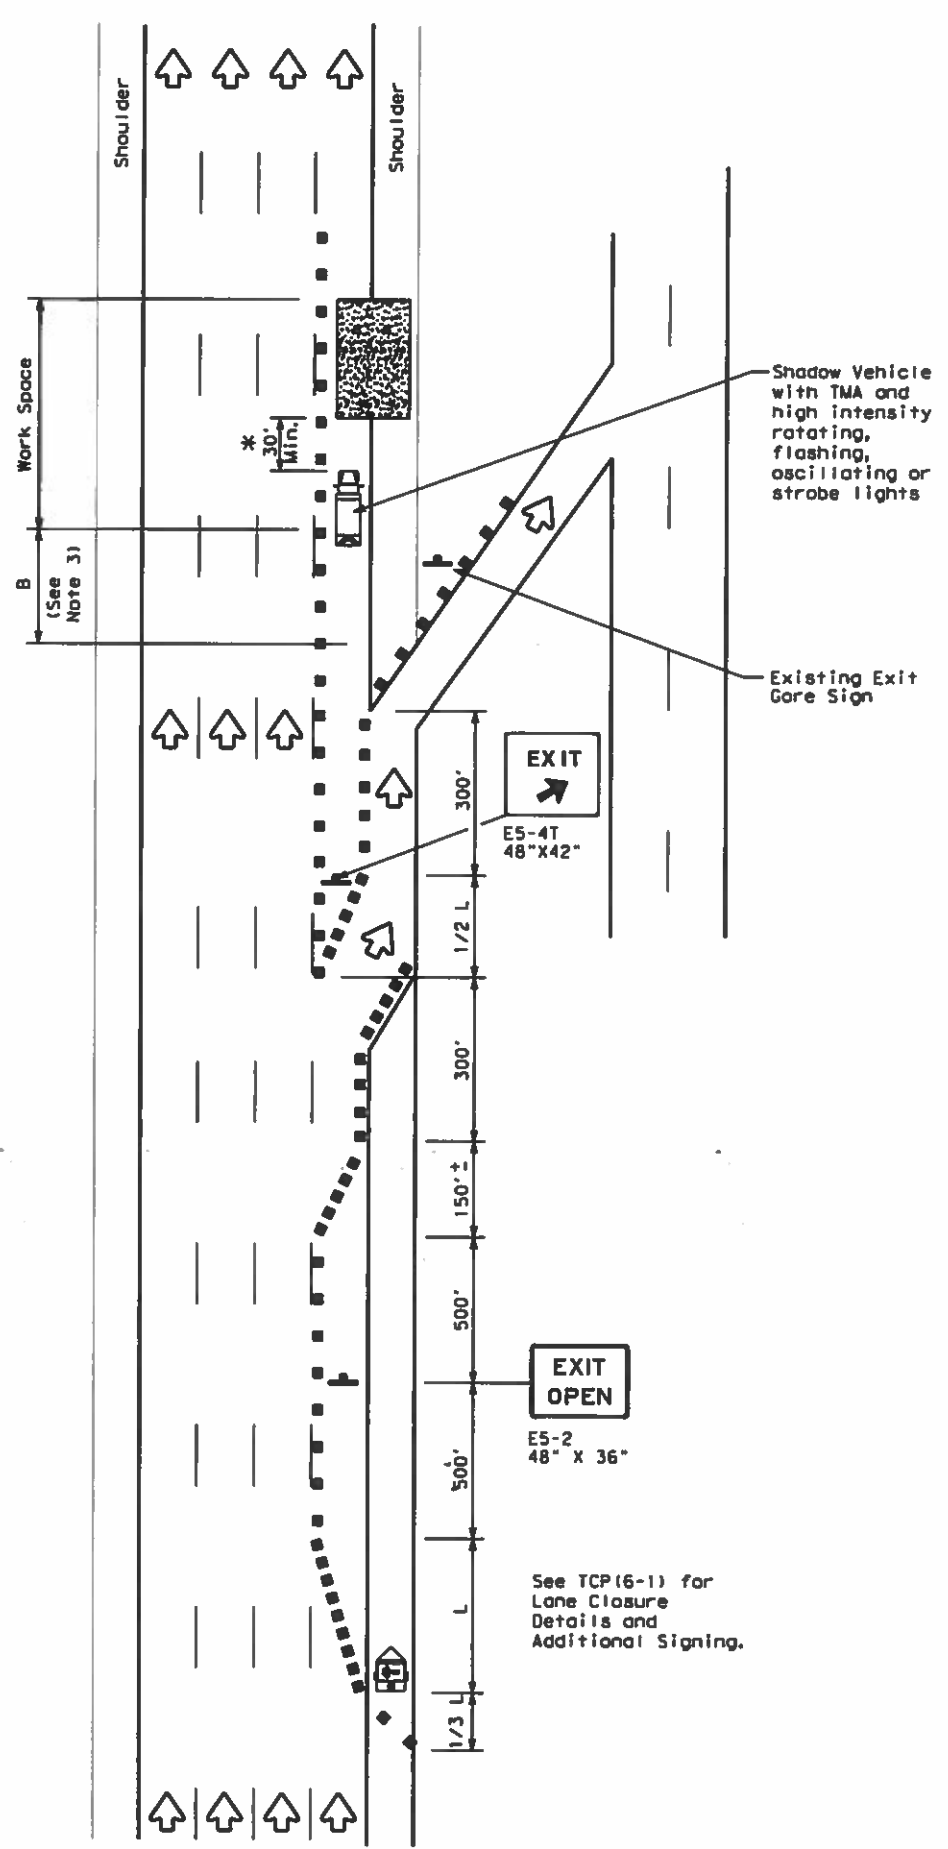 Shoulder
Shoulder
Work Space
*
30'
Min.
B
(See
Note 3)
Shadow Vehicle
with TMA and
high intensity
rotating,
flashing,
oscillating or
strobe lights
Existing Exit
Gore Sign
300'
EXIT
E5-4T
48"X42"
1/2 L
300'
150'±
500'
EXIT
OPEN
E5-2
48" X 36"
500'
L
See TCP(6-1) for
Lane Closure
Details and
Additional Signing.
1/3 L